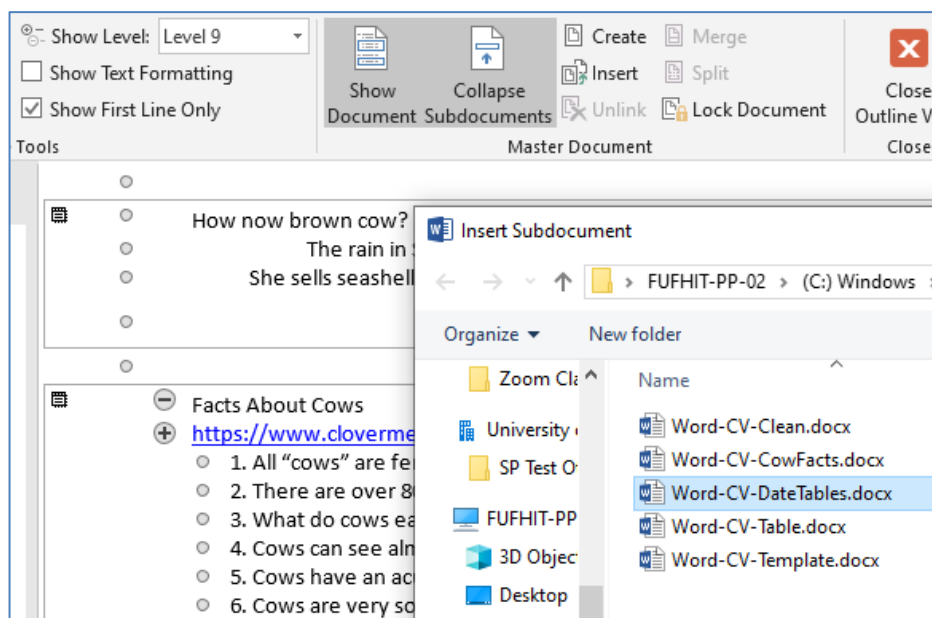 Show Level: Level 9
Show Text Formatting
Show First Line Only
Tools
Show Document
Collapse Subdocuments
Create
Insert
Unlink
Merge
Split
Lock Document
Master Document
Close
Outline V
Close
How now brown cow?
The rain in
She sells seashell
Facts About Cows
https://www.cloverme
1. All “cows” are fe
2. There are over 8
3. What do cows ea
4. Cows can see aln
5. Cows have an acu
6. Cows are very so
Insert Subdocument
FUFHIT-PP-02 > (C:) Windows
Organize
New folder
Zoom Cla
University
SP Test O
FUFHIT-PP
3D Objec
Desktop
Name
Word-CV-Clean.docx
Word-CV-CowFacts.docx
Word-CV-DateTables.docx
Word-CV-Table.docx
Word-CV-Template.docx